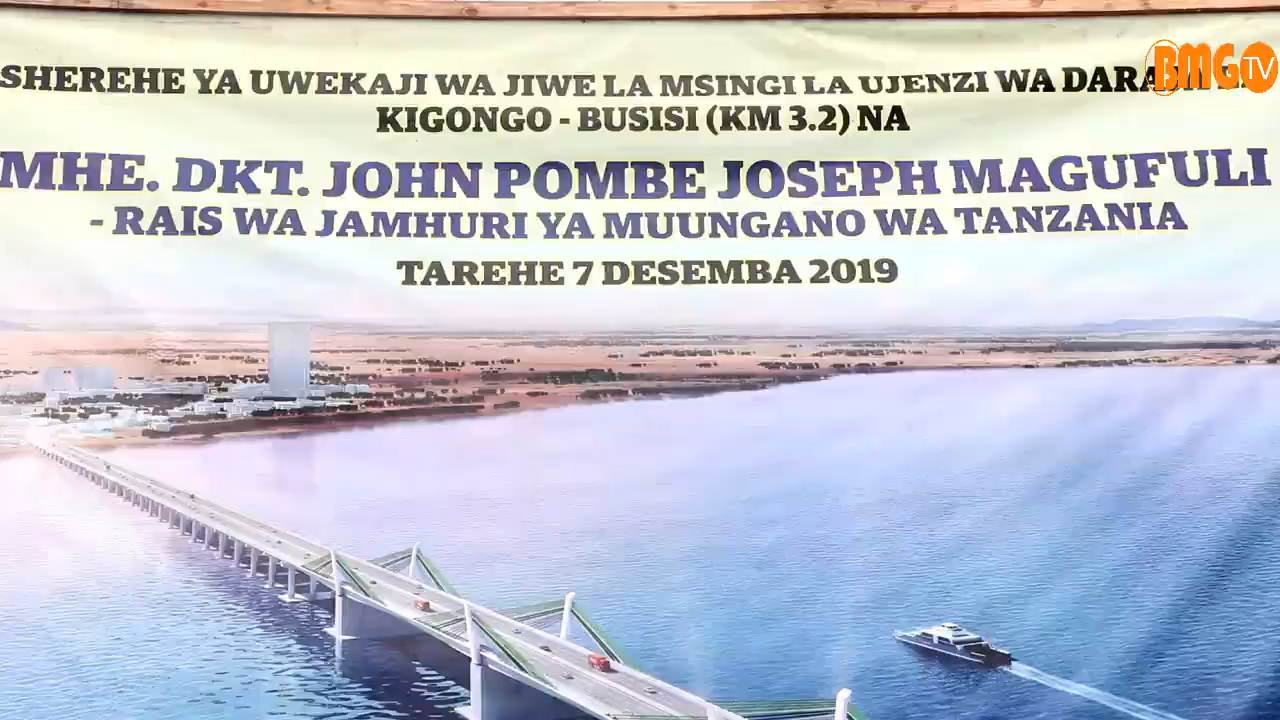 SHEREHE YA UWEKAJI WA JIWE LA MSINGI LA UJENZI WA
KIGONGO - BUSISI (KM 3.2) NA
MHE. DKT. JOHN POMBE JOSEPH MAGUFULI
- RAIS WA JAMHURI YA MUUNGANO WA TANZANIA
TAREHE 7 DESEMBA 2019
BMG TV